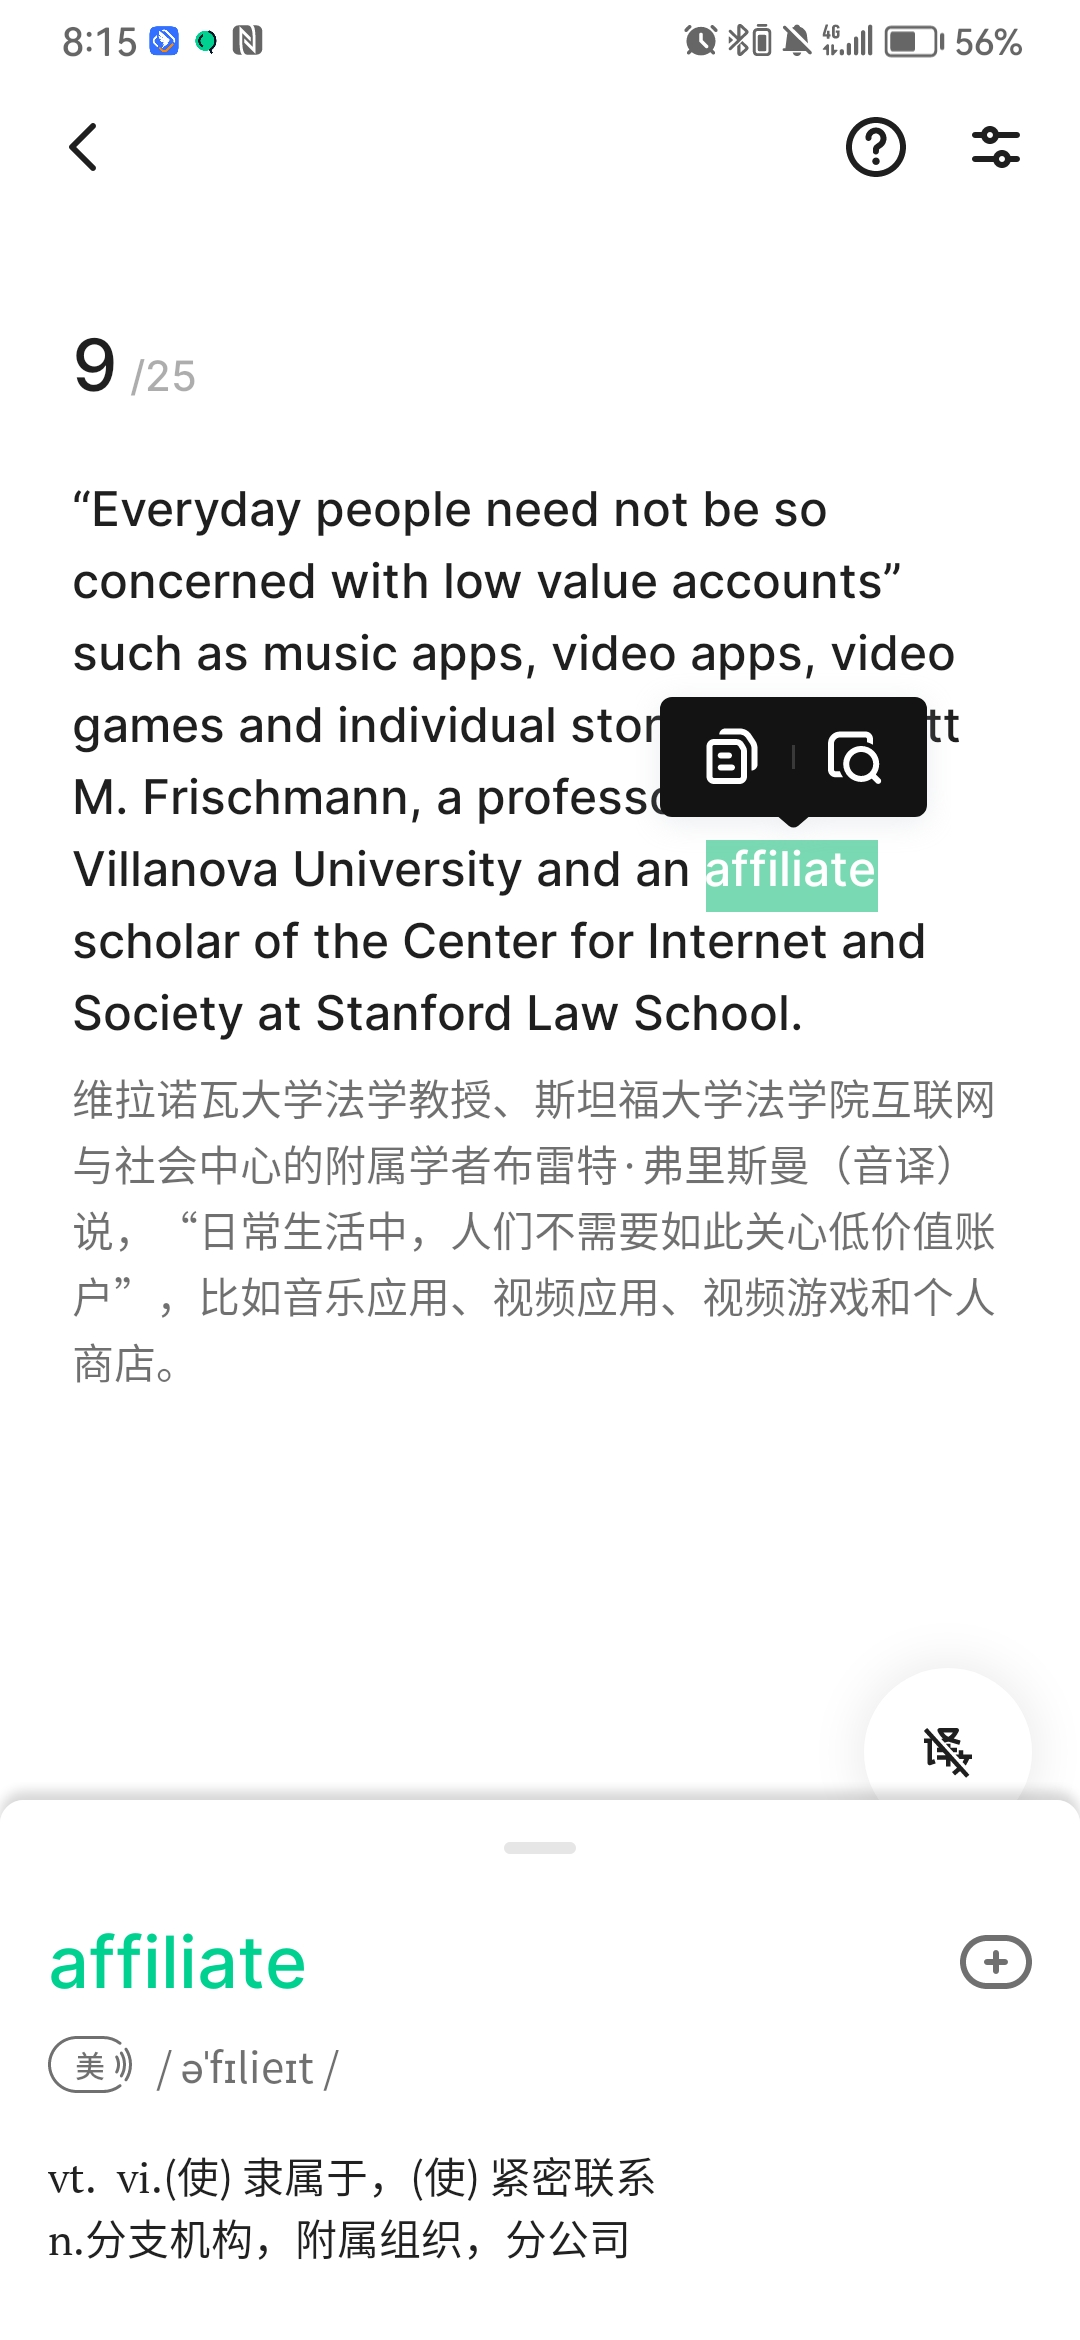 8:15
4G
56%
9 /25
“Everyday people need not be so
concerned with low value accounts”
such as music apps, video apps, video
games and individual
M. Frischmann, a
Villanova University and an affiliate
scholar of the Center for Internet and
Society at Stanford Law School.
维拉诺瓦大学法学教授、斯坦福大学法学院互联网
与社会中心的附属学者布雷特·弗里斯曼（音译）
说，“日常生活中，人们不需要如此关心低价值账
户”，比如音乐应用、视频应用、视频游戏和个人
商店。
affiliate
美 / əˈfɪlieɪt /
vt. vi.(使) 隶属于，(使) 紧密联系
n.分支机构，附属组织，分公司